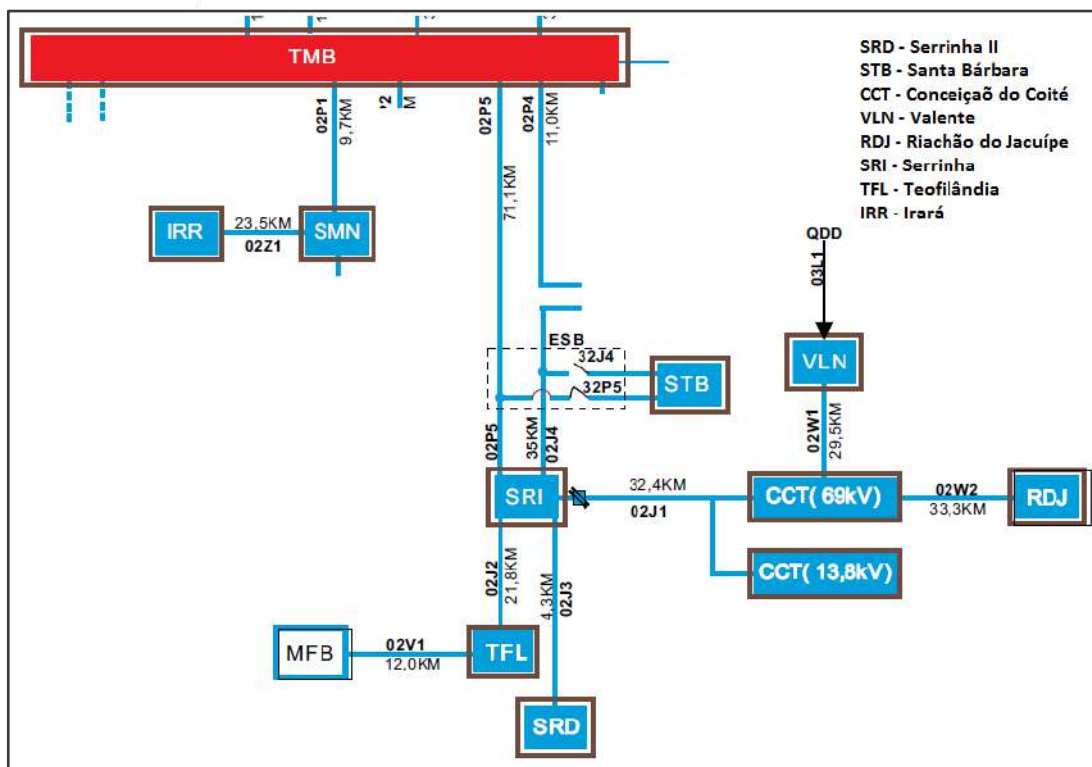 TMB
SRD - Serrinha II
STB - Santa Bárbara
CCT - Conceiçaõ do Coité
VLN - Valente
RDJ - Riachão do Jacuípe
SRI - Serrinha
TFL - Teofilândia
IRR - Irará
02P1
9,7KM
02P5
02P4
11,0KM
71,1KM
IRR
23,5KM
02Z1
SMN
QDD
03L1
ESB
32J4
32P5
STB
VLN
02P5
35KM
02J4
02W1
29,5KM
SRI
32,4KM
02J1
CCT( 69kV)
02W2
33,3KM
RDJ
CCT( 13,8kV)
02J2
21,8KM
4,3KM
02J3
MFB
02V1
12,0KM
TFL
SRD